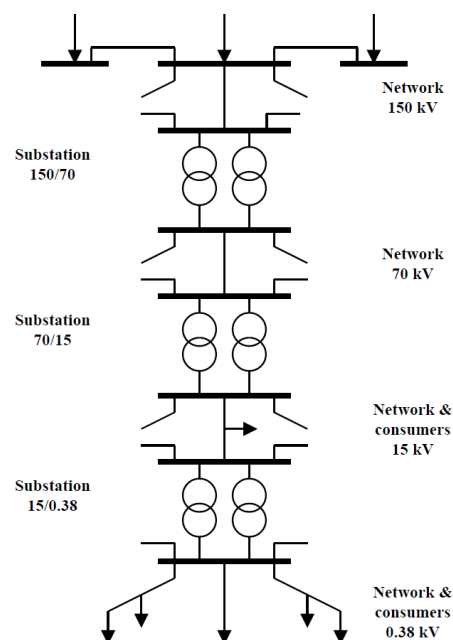 Network
150 kV
Substation
150/70
Network
70 kV
Substation
70/15
Network &
consumers
15 kV
Substation
15/0.38
Network &
consumers
0.38 kV